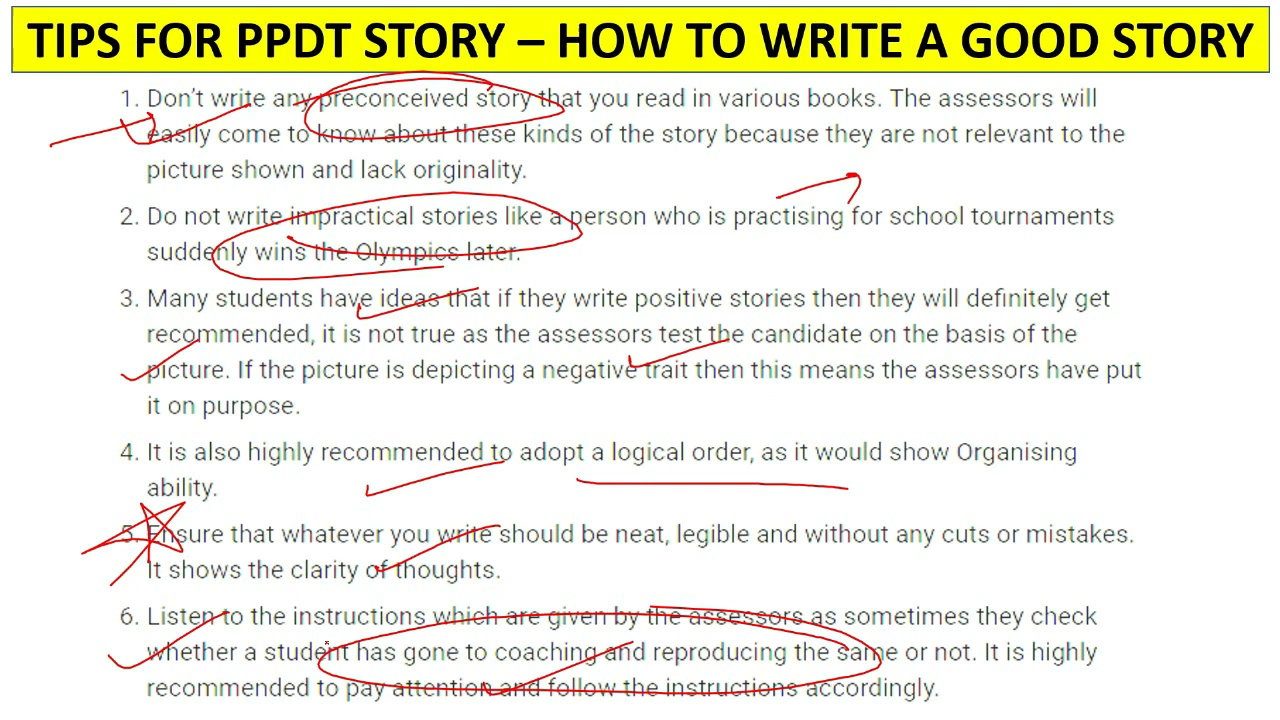 TIPS FOR PPDT STORY – HOW TO WRITE A GOOD STORY
1. Don't write any preconceived story that you read in various books. The assessors will
easily come to know about these kinds of the story because they are not relevant to the
picture shown and lack originality.
2. Do not write impractical stories like a person who is practising for school tournaments
suddenly wins the Olympics later.
3. Many students have ideas that if they write positive stories then they will definitely get
recommended, it is not true as the assessors test the candidate on the basis of the
picture. If the picture is depicting a negative trait then this means the assessors have put
it on purpose.
4. It is also highly recommended to adopt a logical order, as it would show Organising
ability.
5. Ensure that whatever you write should be neat, legible and without any cuts or mistakes.
It shows the clarity of thoughts.
6. Listen to the instructions which are given by the assessors as sometimes they check
whether a student has gone to coaching and reproducing the same or not. It is highly
recommended to pay attention and follow the instructions accordingly.